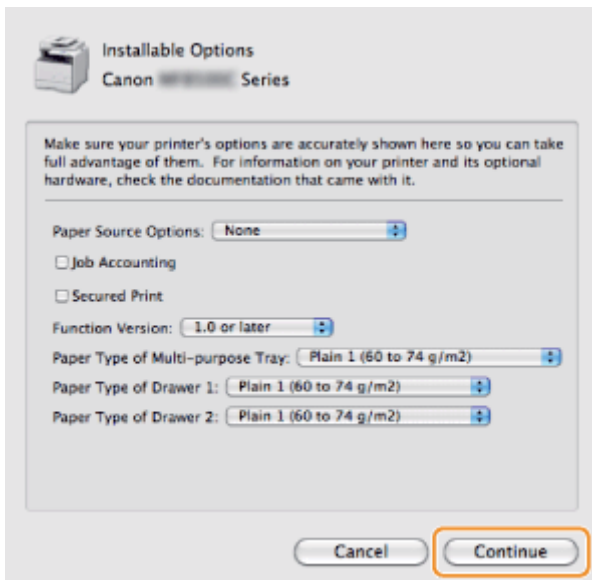 Installable Options
Canon Series
Make sure your printer's options are accurately shown here so you can take
full advantage of them. For information on your printer and its optional
hardware, check the documentation that came with it.
Paper Source Options: None
Job Accounting
Secured Print
Function Version: 1.0 or later
Paper Type of Multi-purpose Tray: Plain 1 (60 to 74 g/m2)
Paper Type of Drawer 1: Plain 1 (60 to 74 g/m2)
Paper Type of Drawer 2: Plain 1 (60 to 74 g/m2)
Cancel Continue